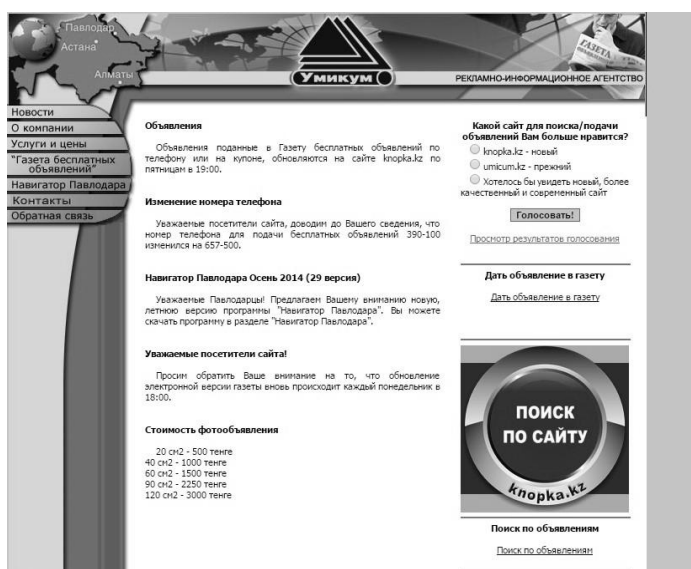 Павлодар
Астана
Алматы
Умикум
ГАЗЕТА
РЕКЛАМНО-ИНФОРМАЦИОННОЕ АГЕНТСТВО
Новости
О компании
Услуги и цены
"Газета бесплатных
объявлений"
Навигатор Павлодара
Контакты
Обратная связь
Объявления
Объявления поданные в Газету бесплатных объявлений по
телефону или на купоне, обновляются на сайте knopka.kz по
пятницам в 19:00.
Изменение номера телефона
Уважаемые посетители сайта, доводим до Вашего сведения, что
номер телефона для подачи бесплатных объявлений 390-100
изменился на 657-500.
Навигатор Павлодара Осень 2014 (29 версия)
Уважаемые Павлодарцы! Предлагаем Вашему вниманию новую,
летнюю версию программы "Навигатор Павлодара". Вы можете
скачать программу в разделе "Навигатор Павлодара".
Уважаемые посетители сайта!
Просим обратить Ваше внимание на то, что обновление
электронной версии газеты вновь происходит каждый понедельник в
18:00.
Стоимость фотообъявления
20 см2 - 500 тенге
40 см2 - 1000 тенге
60 см2 - 1500 тенге
90 см2 - 2250 тенге
120 см2 - 3000 тенге
Какой сайт для поиска/подачи
объявлений Вам больше нравится?
knopka.kz - новый
umicum.kz - прежний
Хотелось бы увидеть новый, более
качественный и современный сайт
Голосовать!
Просмотр результатов голосования
Дать объявление в газету
Дать объявление в газету
ПОИСК
ПО САЙТУ
knopka.kz
Поиск по объявлениям
Поиск по объявлениям